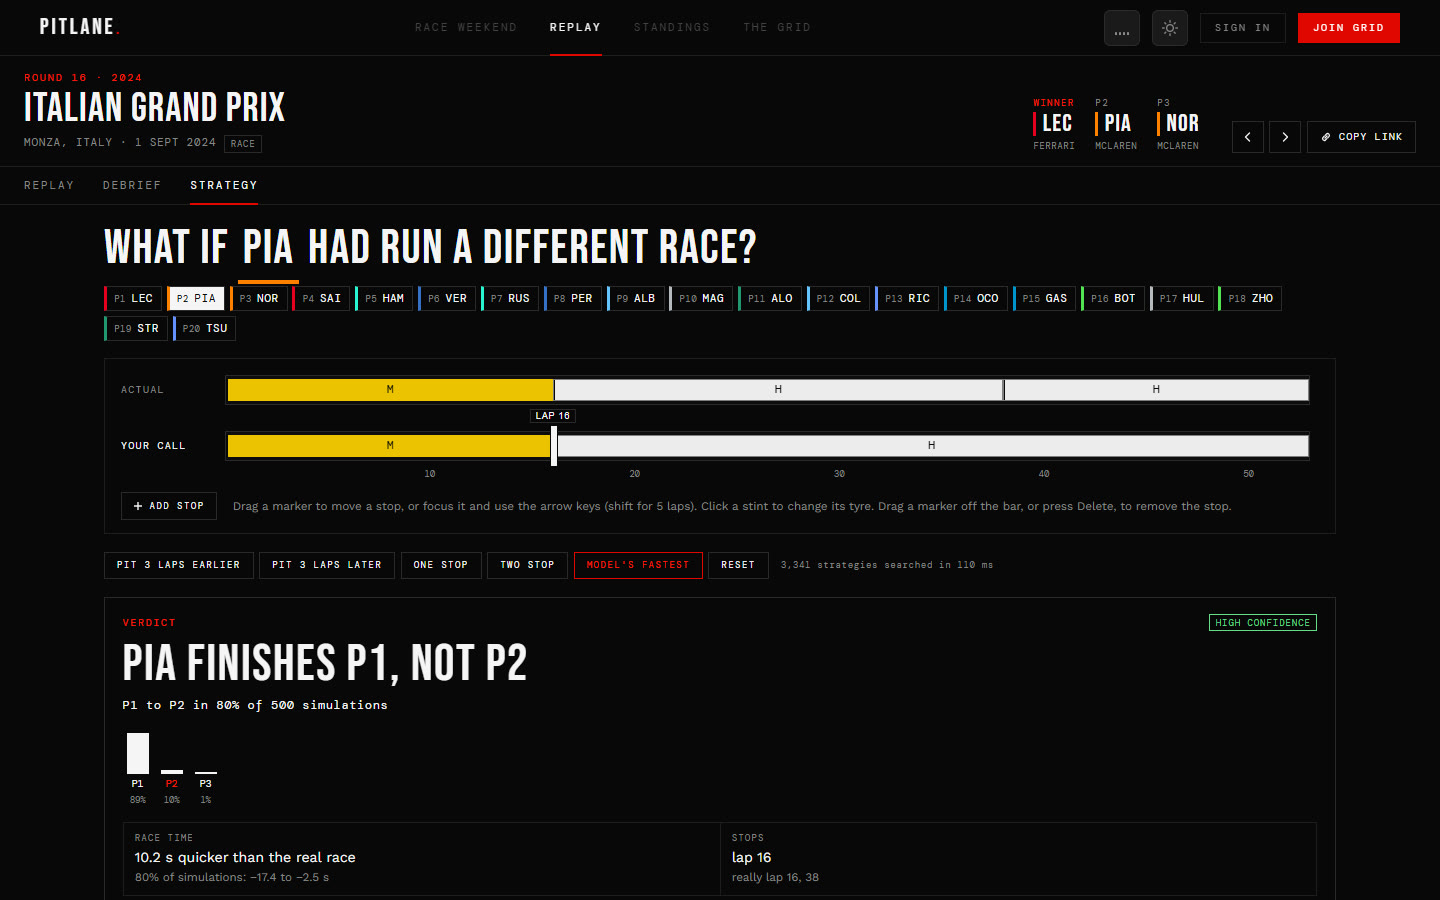 PITLANE.
RACE WEEKEND REPLAY STANDINGS THE GRID
.... SIGN IN JOIN GRID
ROUND 16 · 2024
ITALIAN GRAND PRIX
MONZA, ITALY · 1 SEPT 2024 RACE
WINNER P2 P3
LEC PIA NOR
FERRARI MCLAREN MCLAREN
COPY LINK
REPLAY DEBRIEF STRATEGY
WHAT IF PIA HAD RUN A DIFFERENT RACE?
P1 LEC P2 PIA P3 NOR P4 SAI P5 HAM P6 VER P7 RUS P8 PER P9 ALB P10 MAG P11 ALO P12 COL P13 RIC P14 OCO P15 GAS P16 BOT P17 HUL P18 ZHO
P19 STR P20 TSU
ACTUAL M H H
LAP 16
YOUR CALL M H
10 20 30 40 50
+ ADD STOP Drag a marker to move a stop, or focus it and use the arrow keys (shift for 5 laps). Click a stint to change its tyre. Drag a marker off the bar, or press Delete, to remove the stop.
PIT 3 LAPS EARLIER PIT 3 LAPS LATER ONE STOP TWO STOP MODEL'S FASTEST RESET 3,341 strategies searched in 110 ms
VERDICT HIGH CONFIDENCE
PIA FINISHES P1, NOT P2
P1 to P2 in 80% of 500 simulations
P1 P2 P3
89% 10% 1%
RACE TIME STOPS
10.2 s quicker than the real race lap 16
80% of simulations: −17.4 to −2.5 s really lap 16, 38